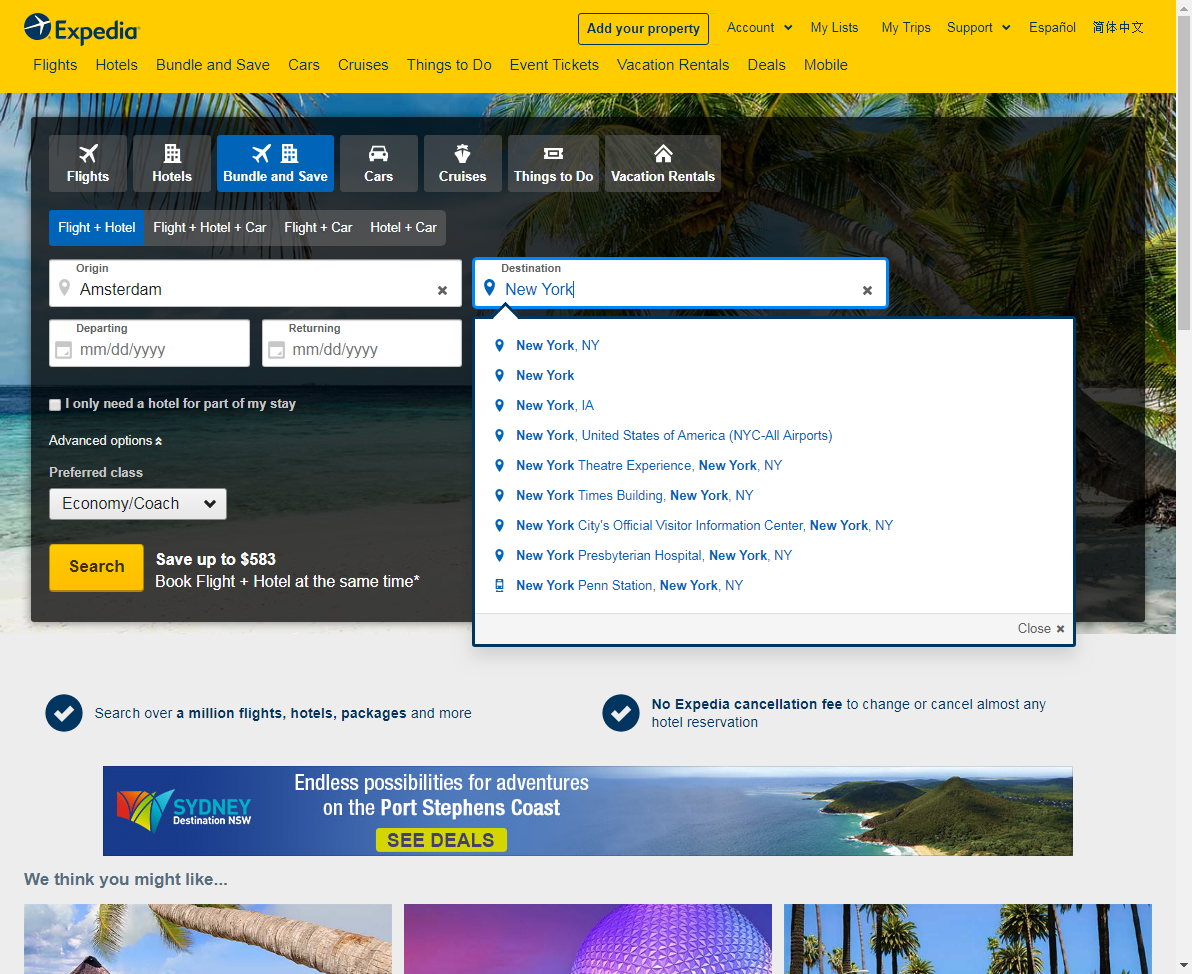 Expedia
Add your property
Account
My Lists
My Trips
Support
Español
简体中文
Flights
Hotels
Bundle and Save
Cars
Cruises
Things to Do
Event Tickets
Vacation Rentals
Deals
Mobile
Flights
Hotels
Bundle and Save
Cars
Cruises
Things to Do
Vacation Rentals
Flight + Hotel
Flight + Hotel + Car
Flight + Car
Hotel + Car
Origin
Amsterdam
Destination
New York
Departing
mm/dd/yyyy
Returning
mm/dd/yyyy
New York, NY
New York
New York, IA
New York, United States of America (NYC-All Airports)
New York Theatre Experience, New York, NY
New York Times Building, New York, NY
New York City's Official Visitor Information Center, New York, NY
New York Presbyterian Hospital, New York, NY
New York Penn Station, New York, NY
Close
I only need a hotel for part of my stay
Advanced options
Preferred class
Economy/Coach
Search
Save up to $583
Book Flight + Hotel at the same time*
Search over a million flights, hotels, packages and more
No Expedia cancellation fee to change or cancel almost any
hotel reservation
SYDNEY
Destination NSW
Endless possibilities for adventures
on the Port Stephens Coast
SEE DEALS
We think you might like...